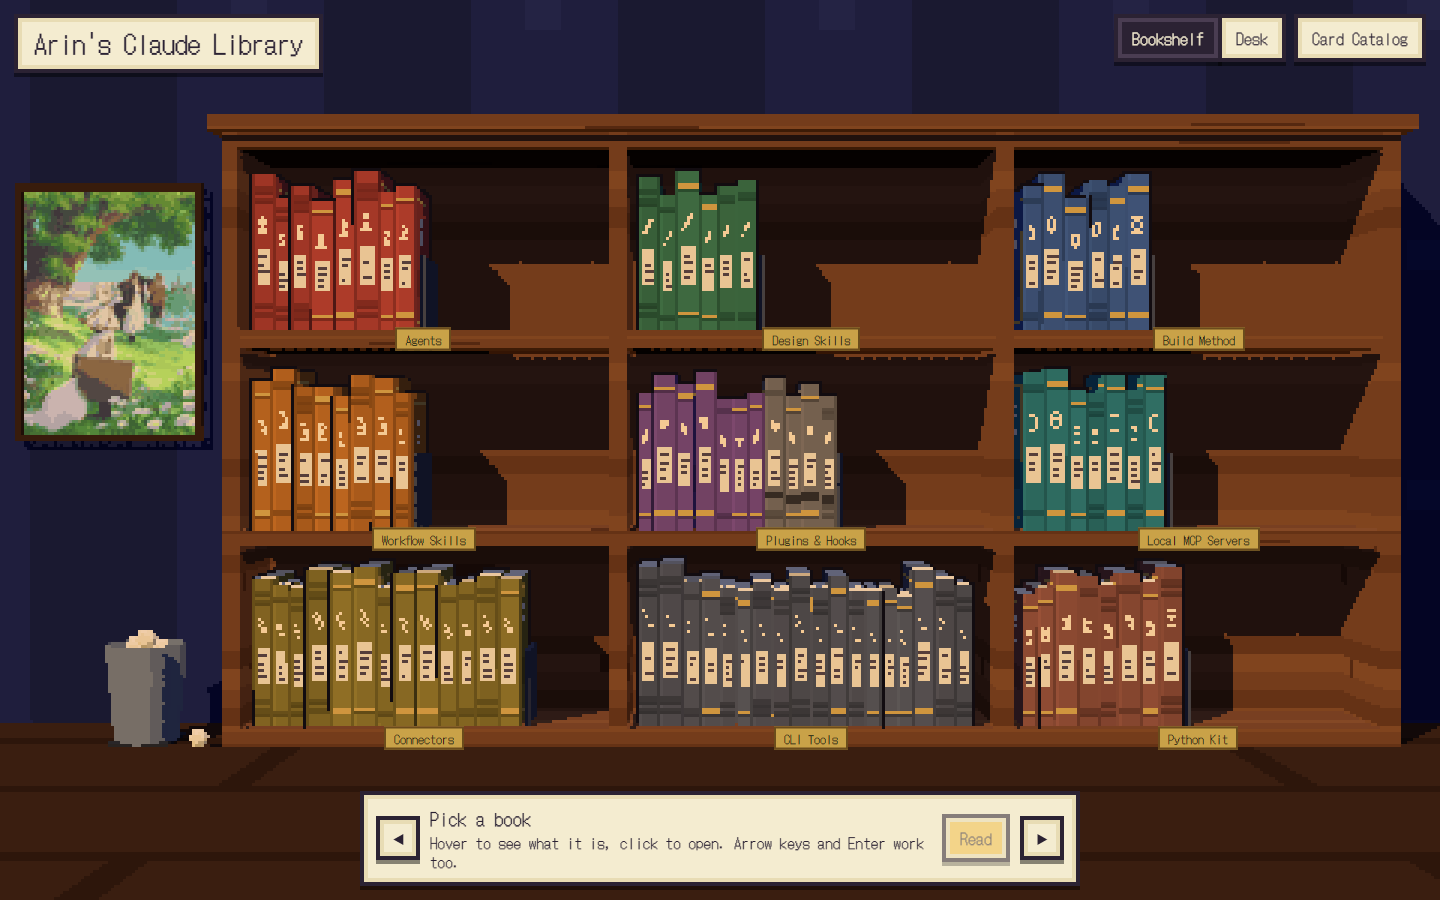 Arin's Claude Library
Bookshelf
Desk
Card Catalog
Agents
Design Skills
Build Method
Workflow Skills
Plugins & Hooks
Local MCP Servers
Connectors
CLI Tools
Python Kit
Pick a book
Hover to see what it is, click to open. Arrow keys and Enter work
too.
Read